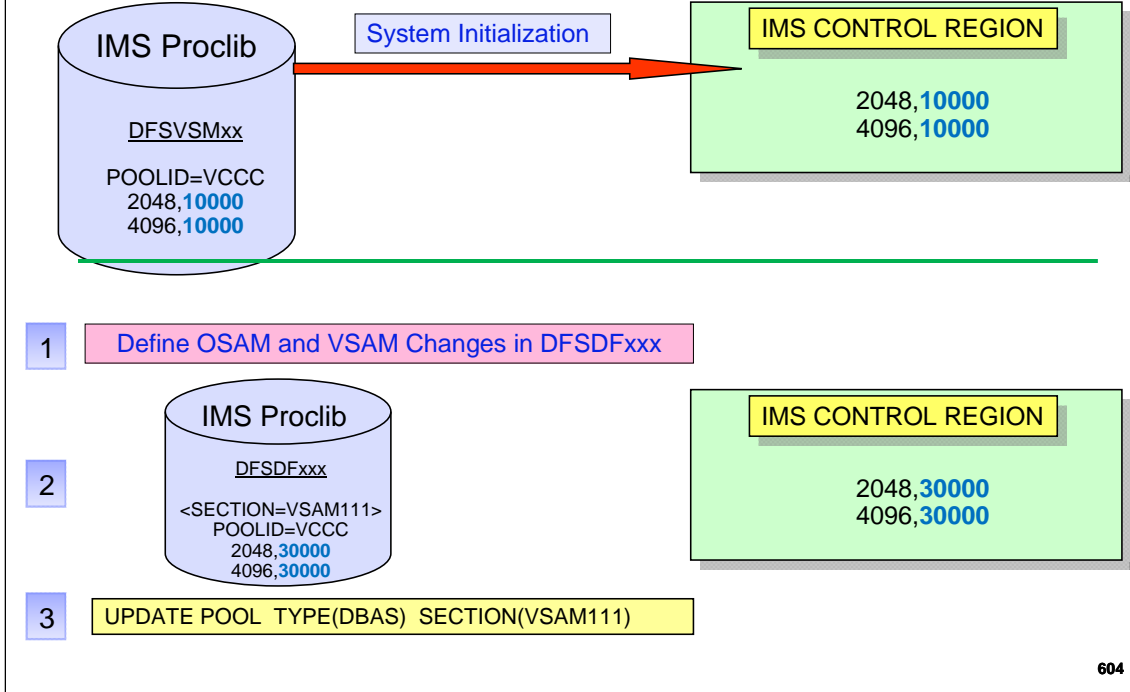 IMS Proclib
DFSVSMxx
POOLID=VCCC
2048,10000
4096,10000
System Initialization
IMS CONTROL REGION
2048,10000
4096,10000
1
Define OSAM and VSAM Changes in DFSDFxxx
2
IMS Proclib
DFSDFxxx
<SECTION=VSAM111>
POOLID=VCCC
2048,30000
4096,30000
IMS CONTROL REGION
2048,30000
4096,30000
3
UPDATE POOL TYPE(DBAS) SECTION(VSAM111)
604